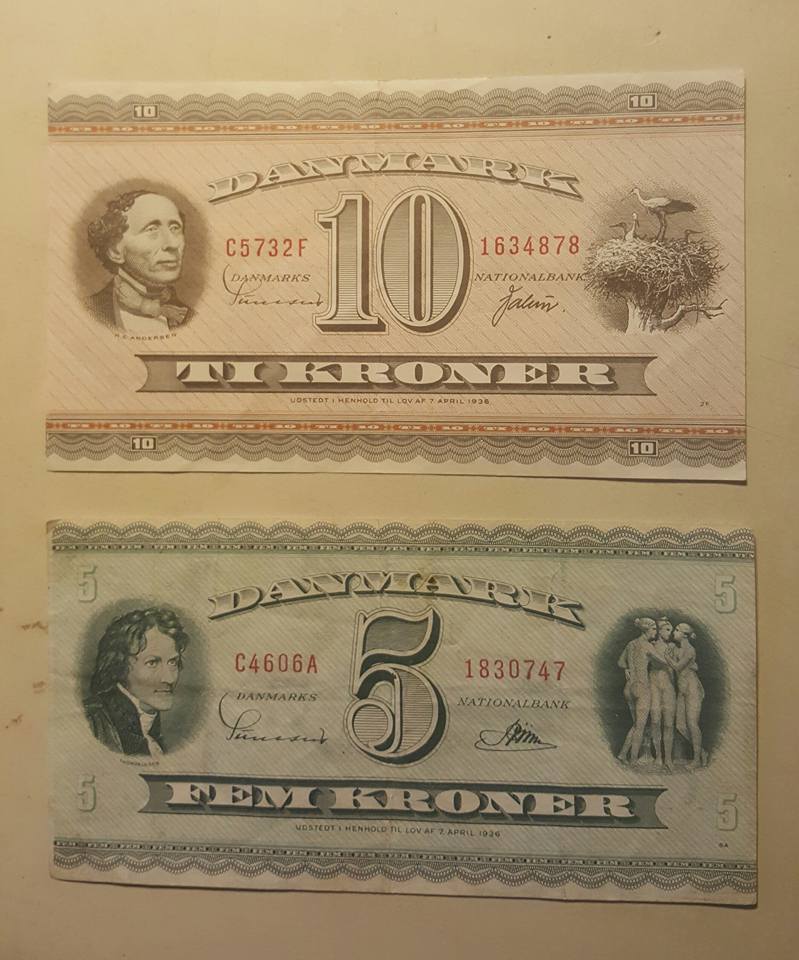 10 10
DANMARK
C5732F 10 1634878
DANMARKS NATIONALBANK
H.C. ANDERSEN
TI KRONER
UDSTEDT I HENHOLD TIL LOV AF 7. APRIL 1936
10 10
5 5
DANMARK
C4606A 5 1830747
DANMARKS NATIONALBANK
THORVALDSEN
FEM KRONER
5 5
UDSTEDT I HENHOLD TIL LOV AF 7. APRIL 1936